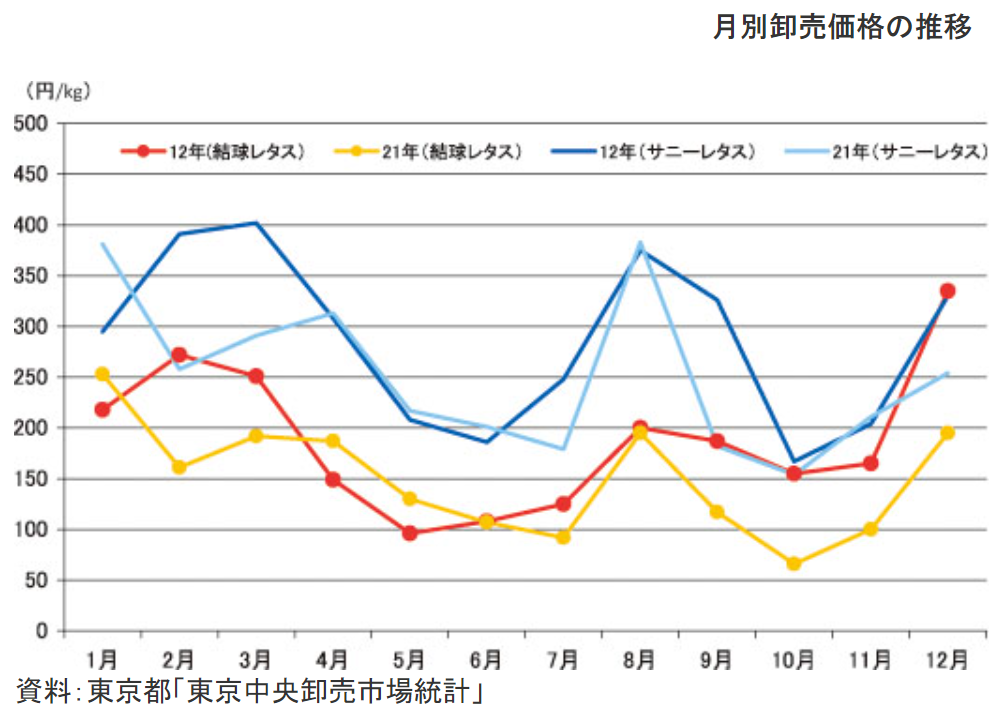 月別卸売価格の推移
（円/kg）
500
12年(結球レタス) 21年(結球レタス) 12年(サニーレタス) 21年(サニーレタス)
450
400
350
300
250
200
150
100
50
0
1月 2月 3月 4月 5月 6月 7月 8月 9月 10月 11月 12月
資料：東京都「東京中央卸売市場統計」